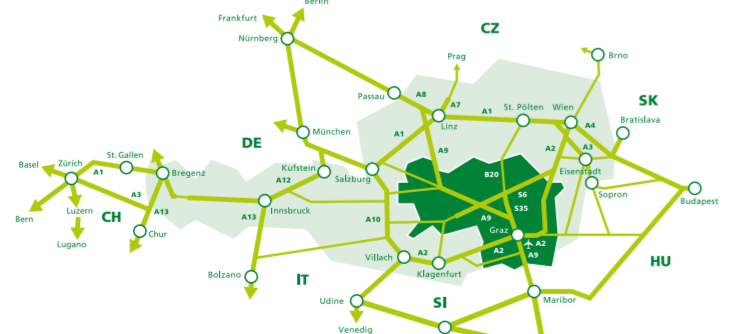 Berlin
Frankfurt
Nürnberg
CZ
Prag
Brno
Passau
A8
A7
St. Pölten
Wien
SK
A1
Linz
A4
Bratislava
München
DE
A1
A9
A2
A3
St. Gallen
Basel
Zürich
Bregenz
Kufstein
A12
Salzburg
B20
Eisenstadt
A1
A3
S6
Sopron
Budapest
Bern
Luzern
CH
A13
Innsbruck
A13
A10
A9
S35
Graz
Chur
Lugano
A2
A2
A2
A9
HU
Villach
Klagenfurt
Bolzano
IT
Udine
SI
Maribor
Venedig